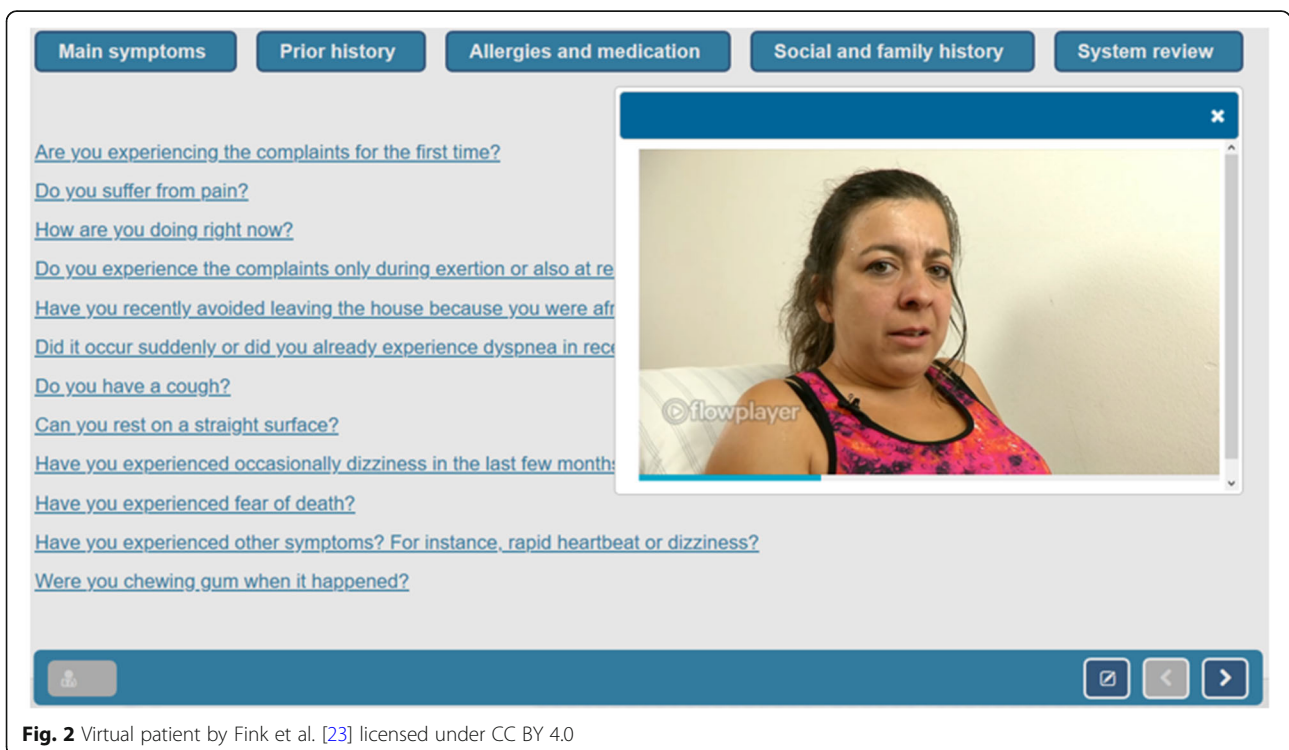 Main symptoms Prior history Allergies and medication Social and family history System review
Are you experiencing the complaints for the first time?
Do you suffer from pain?
How are you doing right now?
Do you experience the complaints only during exertion or also at re
Have you recently avoided leaving the house because you were afr
Did it occur suddenly or did you already experience dyspnea in rece
Do you have a cough?
Can you rest on a straight surface?
Have you experienced occasionally dizziness in the last few months
Have you experienced fear of death?
Have you experienced other symptoms? For instance, rapid heartbeat or dizziness?
Were you chewing gum when it happened?
flowplayer
Fig. 2 Virtual patient by Fink et al. [23] licensed under CC BY 4.0